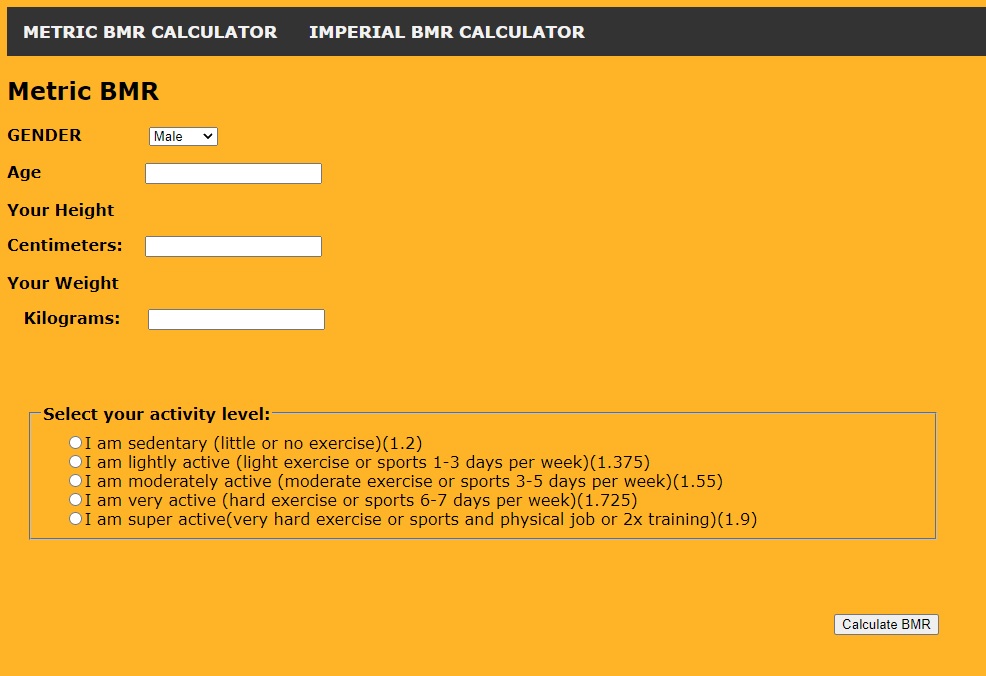 METRIC BMR CALCULATOR IMPERIAL BMR CALCULATOR
Metric BMR
GENDER Male
Age
Your Height
Centimeters:
Your Weight
Kilograms:
Select your activity level:
I am sedentary (little or no exercise)(1.2)
I am lightly active (light exercise or sports 1-3 days per week)(1.375)
I am moderately active (moderate exercise or sports 3-5 days per week)(1.55)
I am very active (hard exercise or sports 6-7 days per week)(1.725)
I am super active(very hard exercise or sports and physical job or 2x training)(1.9)
Calculate BMR